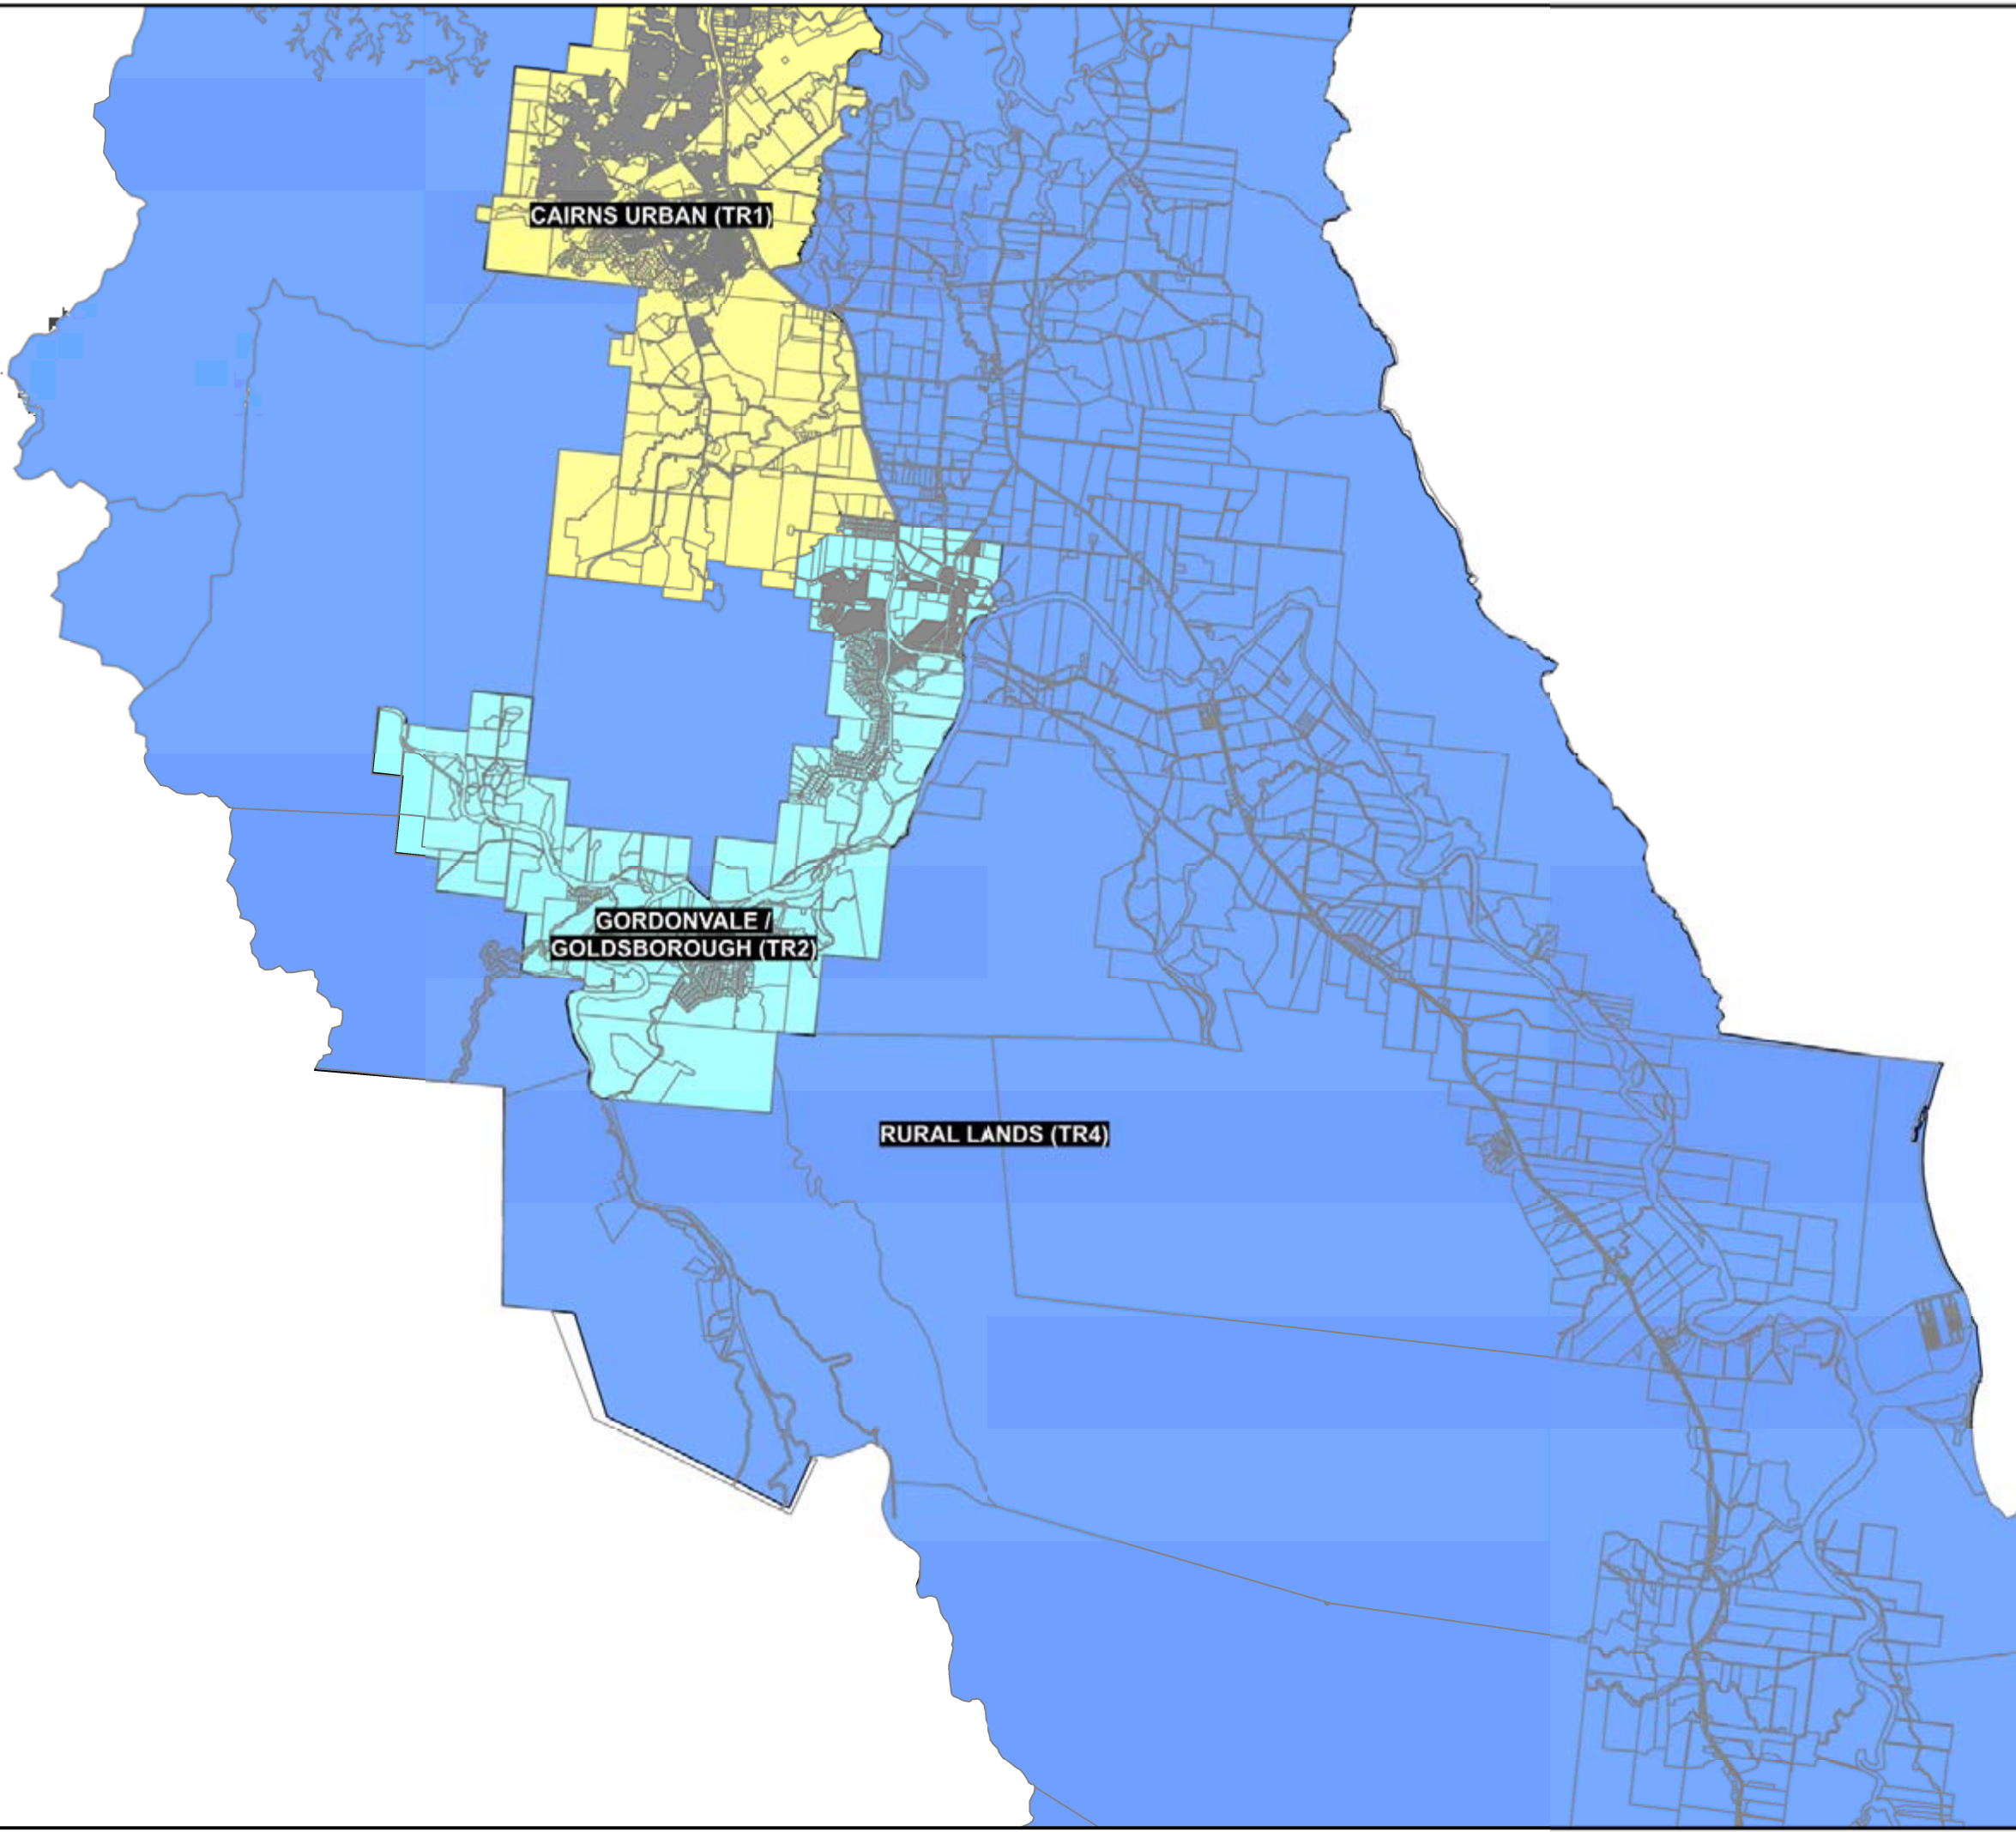 CAIRNS URBAN (TR1)
GORDONVALE /
GOLDSBOROUGH (TR2)
RURAL LANDS (TR4)